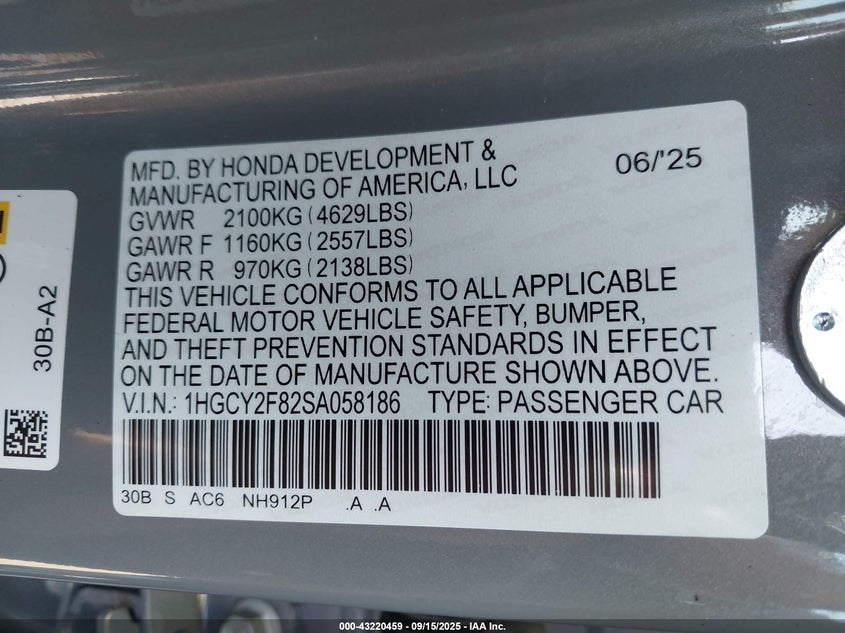 MFD. BY HONDA DEVELOPMENT & 06/'25
MANUFACTURING OF AMERICA, LLC
GVWR 2100KG (4629LBS)
GAWR F 1160KG (2557LBS)
GAWR R 970KG (2138LBS)
THIS VEHICLE CONFORMS TO ALL APPLICABLE
FEDERAL MOTOR VEHICLE SAFETY, BUMPER,
AND THEFT PREVENTION STANDARDS IN EFFECT
ON THE DATE OF MANUFACTURE SHOWN ABOVE.
V.I.N.: 1HGCY2F82SA058186 TYPE: PASSENGER CAR
30B S AC6 NH912P .A .A
30B-A2
000-43220459 - 09/15/2025 - IAA Inc.